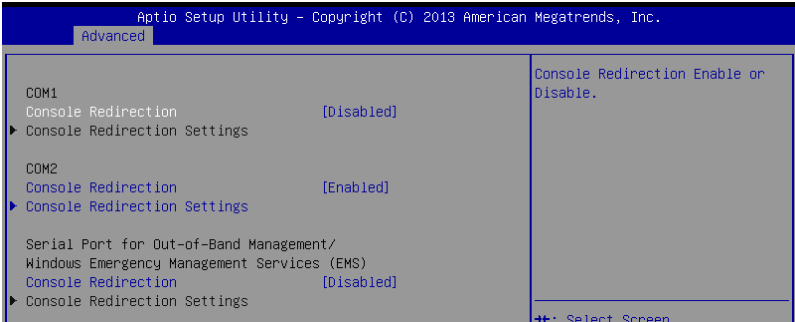 Aptio Setup Utility – Copyright (C) 2013 American Megatrends, Inc.
Advanced
COM1
Console Redirection [Disabled]
Console Redirection Settings
COM2
Console Redirection [Enabled]
Console Redirection Settings
Serial Port for Out-of-Band Management/
Windows Emergency Management Services (EMS)
Console Redirection [Disabled]
Console Redirection Settings
Console Redirection Enable or
Disable.
: Select Screen